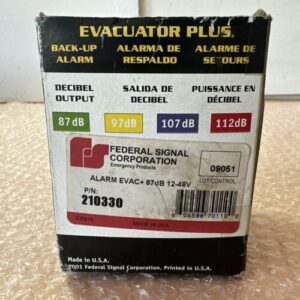 EVACUATOR PLUS®
BACK-UP ALARM
ALARMA DE RESPALDO
ALARME DE
DECIBEL OUTPUT
SALIDA DE DECIBEL
PUISSANCE EN DÉCIBEL
87dB
97dB
107dB
112dB
FEDERAL SIGNAL
CORPORATION
Emergency Products
09051
LOT CONTROL
ALARM EVAC+ 87dB 12-48V
P/N:
210330
MADE IN USA
Made in U.S.A.
2001 Federal Signal Corporation, Printed in U.S.A.